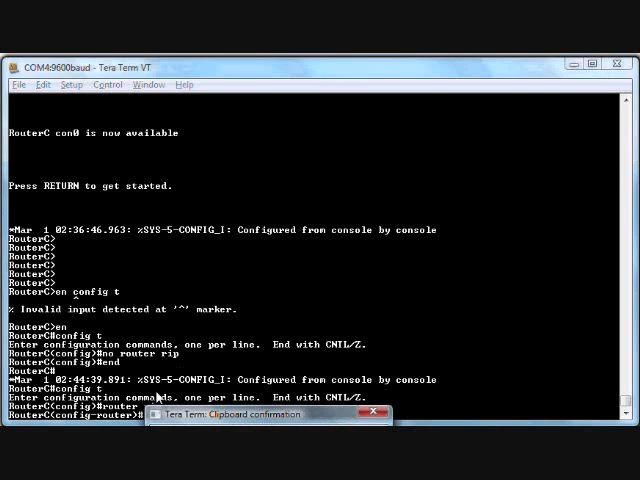 COM4:9600baud - Tera Term VT
File Edit Setup Control Window Help
RouterC con0 is now available
Press RETURN to get started.
*Mar 1 02:36:46.963: %SYS-5-CONFIG_I: Configured from console by console
RouterC>
RouterC>
RouterC>
RouterC>
RouterC>
RouterC>en config t
^
% Invalid input detected at '^' marker.
RouterC>en
RouterC#config t
Enter configuration commands, one per line. End with CNTL/Z.
RouterC(config)#no router rip
RouterC(config)#end
RouterC#
*Mar 1 02:44:39.891: %SYS-5-CONFIG_I: Configured from console by console
RouterC#config t
Enter configuration commands, one per line. End with CNTL/Z.
RouterC(config)#router
RouterC(config-router)#
Tera Term: Clipboard confirmation